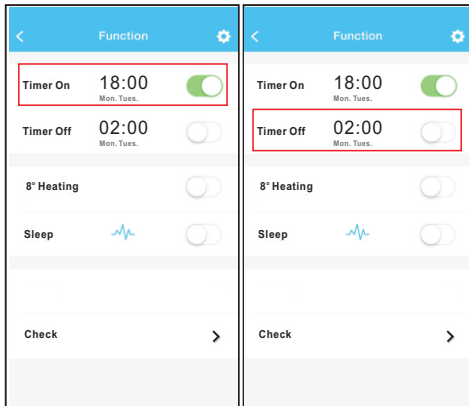 Function
Timer On 18:00
Mon. Tues.
Timer Off 02:00
Mon. Tues.
8° Heating
Sleep
Check
Function
Timer On 18:00
Mon. Tues.
Timer Off 02:00
Mon. Tues.
8° Heating
Sleep
Check